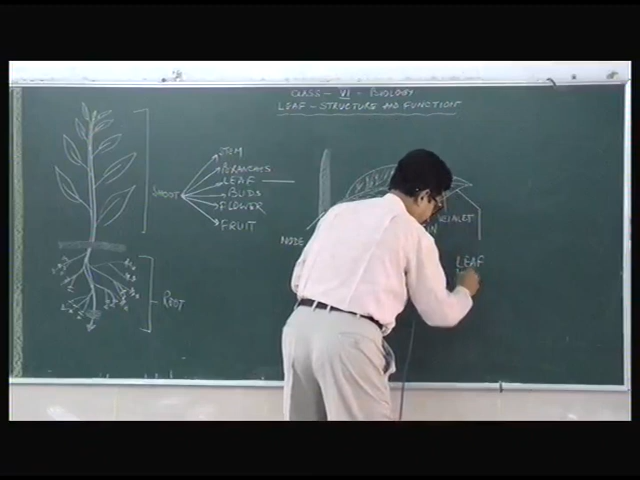 CLASS - VI - BIOLOGY
LEAF - STRUCTURE AND FUNCTION
STEM
BRANCHES
SHOOT
LEAF
BUDS
FLOWER
FRUIT
ROOT
NODE
VEINLET
LEAF